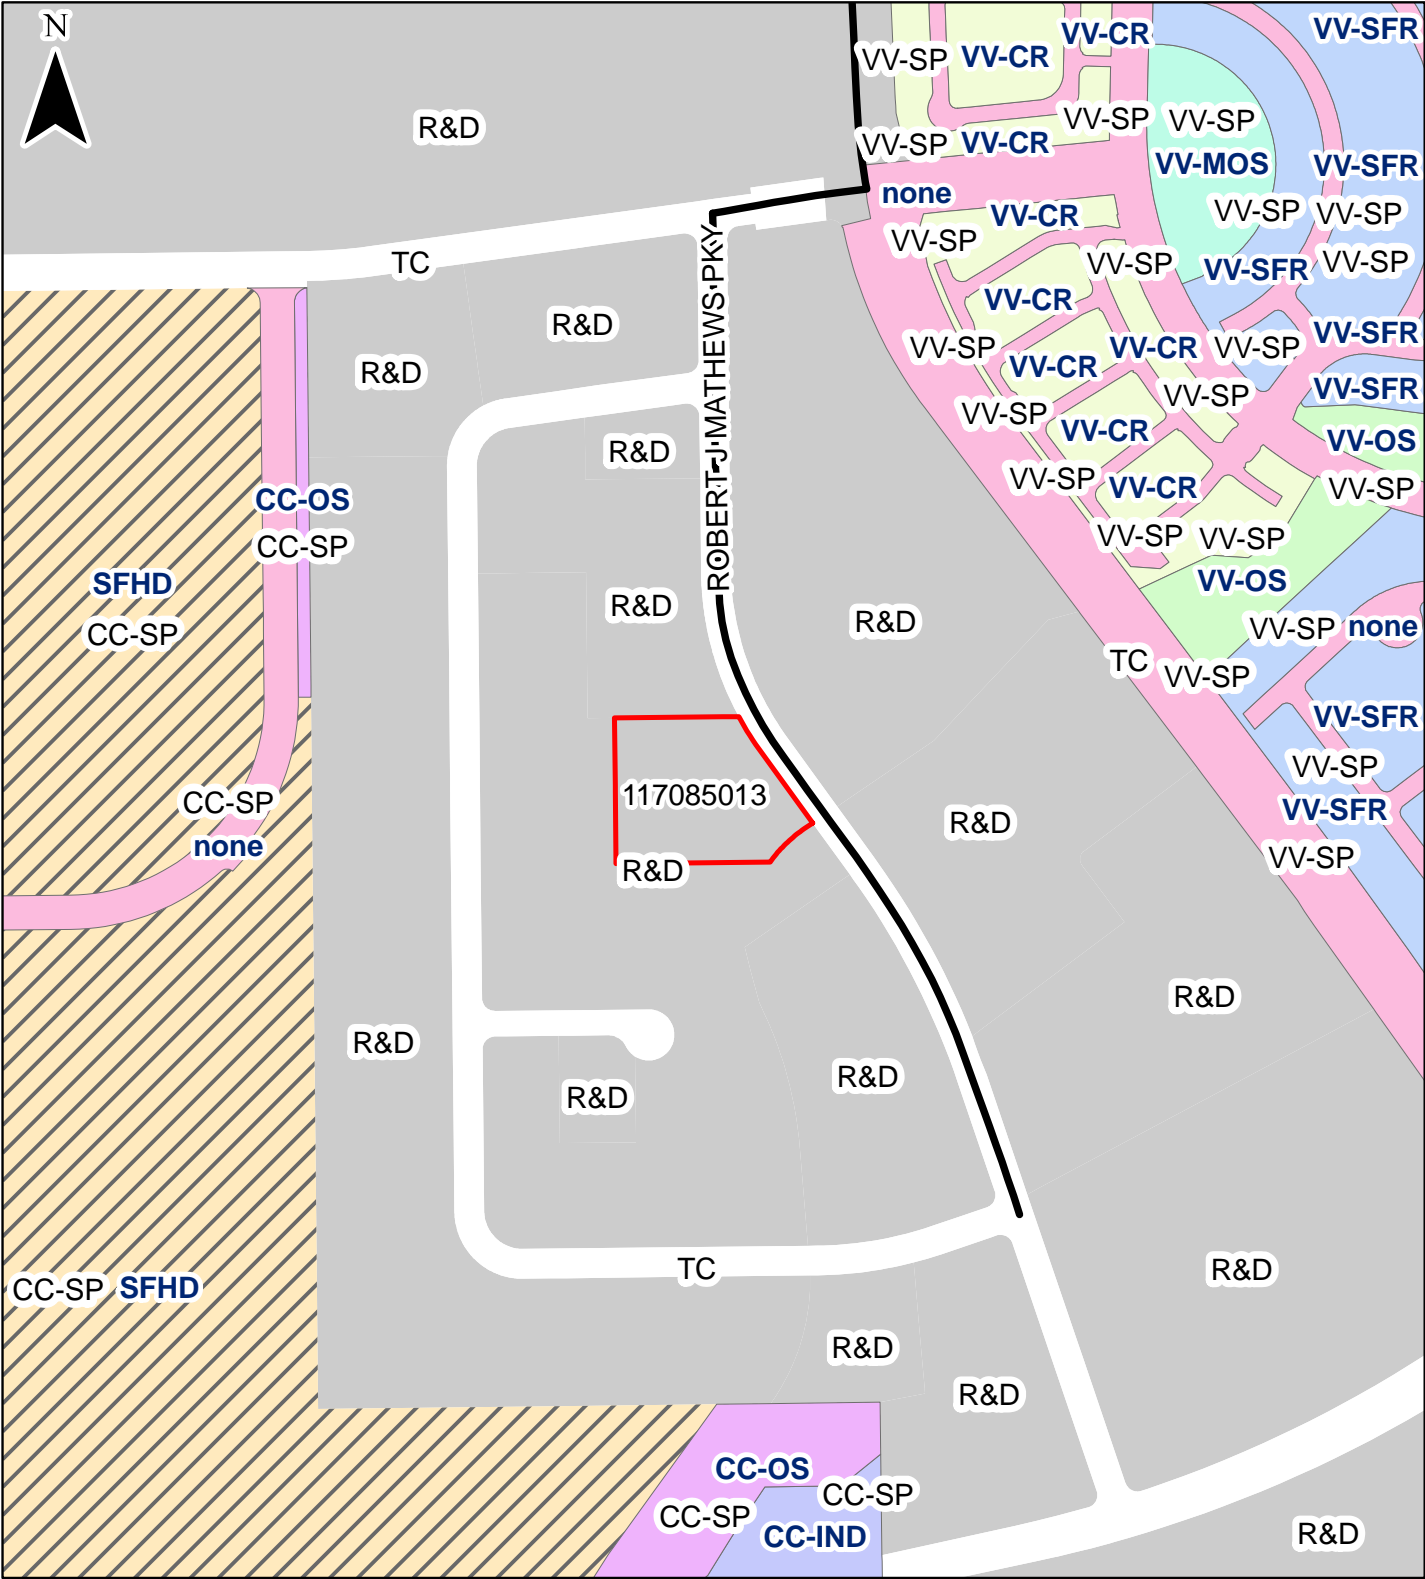 N
VV-SFR
VV-CR
VV-SP VV-CR
R&D
VV-SP VV-SP
VV-SP VV-CR
VV-MOS VV-SFR
none
VV-CR
VV-SP VV-SP
VV-SP
TC
VV-SP
VV-SFR
VV-SP
VV-CR
R&D
VV-SFR
VV-SP
VV-CR
VV-SP
VV-CR
R&D
VV-SFR
VV-SP
VV-SP
ROBERT J MATHEWS PKY
VV-CR
VV-OS
R&D
VV-SP
VV-CR
VV-SP
CC-OS
VV-SP
VV-SP
CC-SP
SFHD
VV-OS
R&D
R&D
VV-SP none
CC-SP
TC
VV-SP
VV-SFR
VV-SP
117085013
CC-SP
VV-SFR
R&D
none
VV-SP
R&D
R&D
R&D
R&D
R&D
TC
R&D
CC-SP SFHD
R&D
R&D
CC-OS
CC-SP
CC-SP
CC-IND
R&D